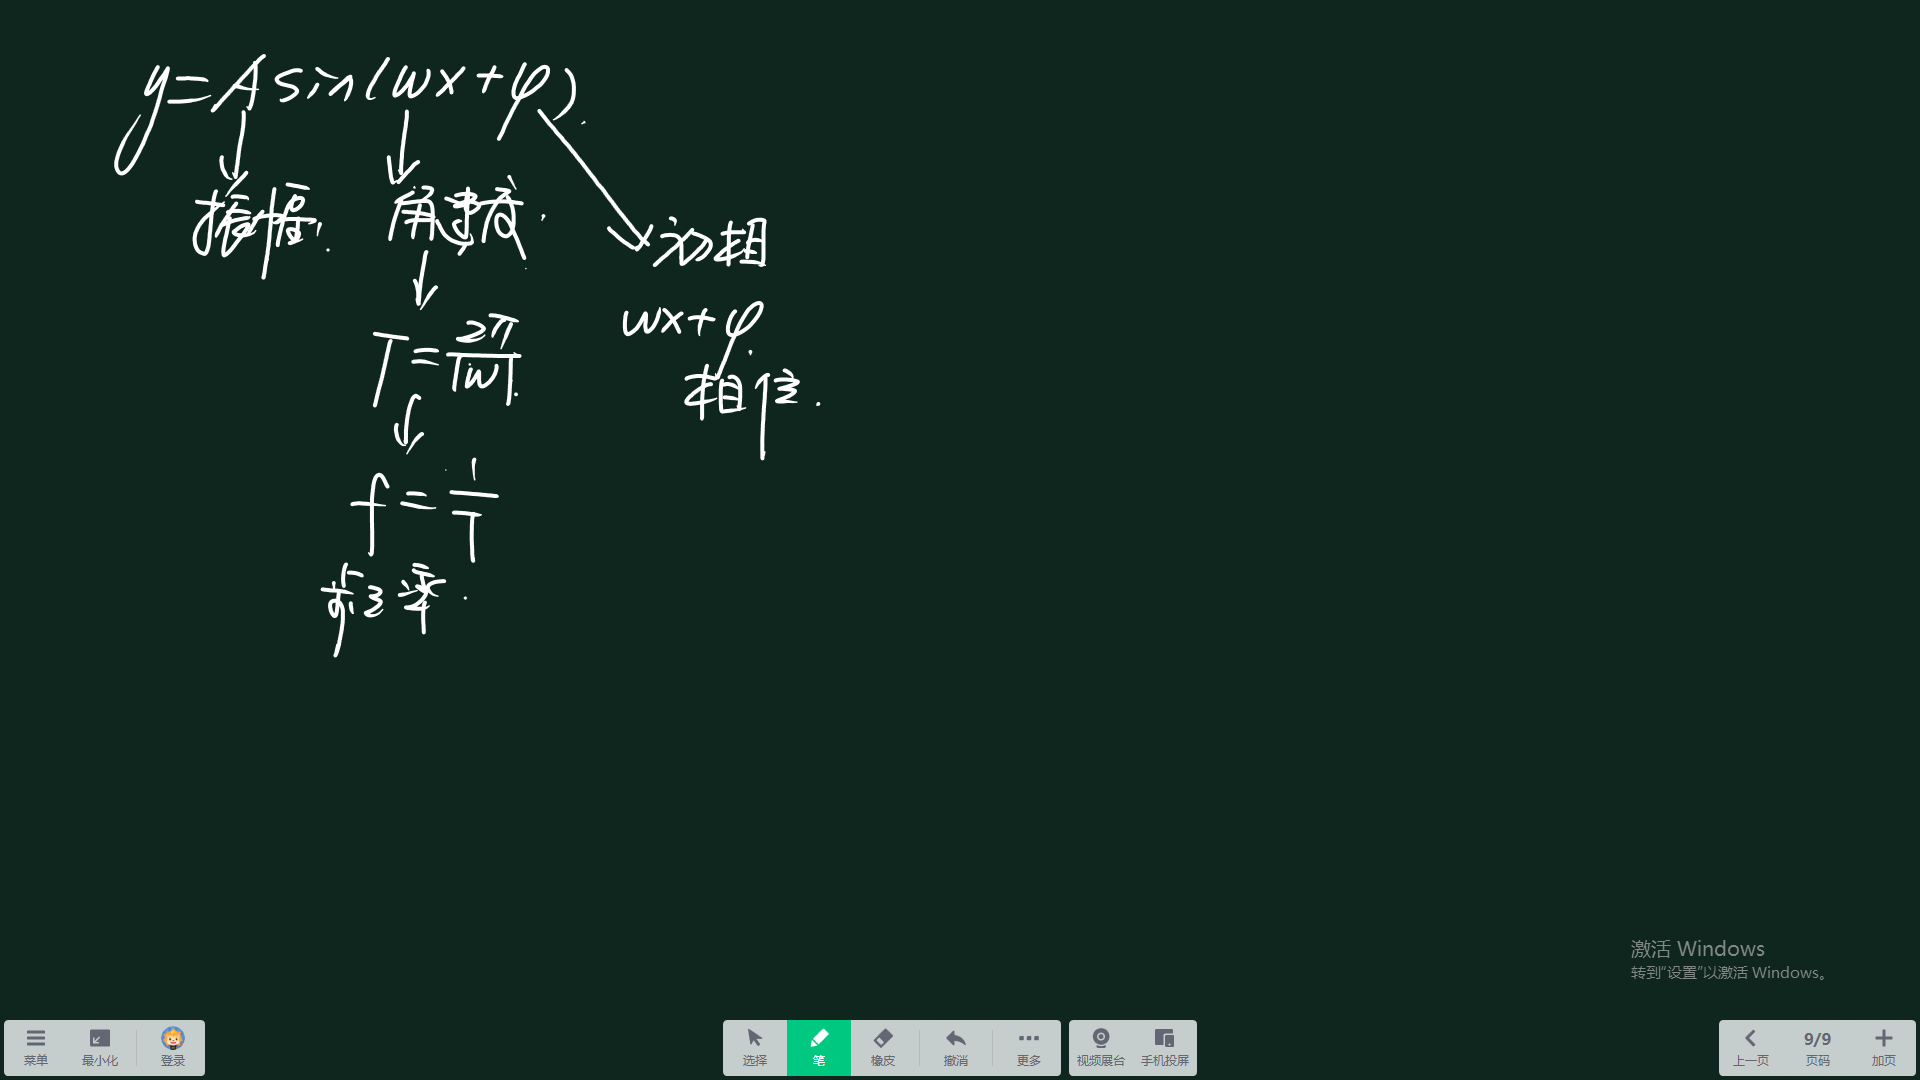 y=Asin(wx+φ).
振幅. 角速度.
初相
wx+φ.
T=2π/|w|.
相位.
f=1/T
频率.
激活 Windows
转到“设置”以激活 Windows。
菜单 最小化 登录 选择 笔 橡皮 撤消 更多 视频展台 手机投屏 上一页 9/9 页码 加页